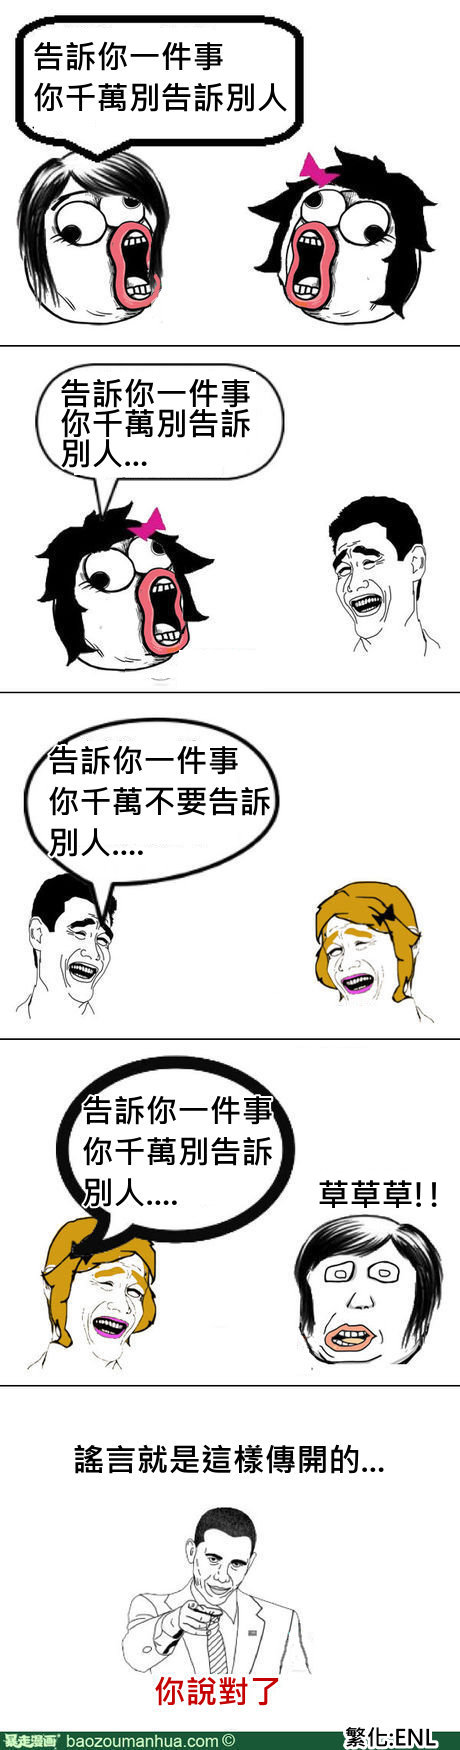 告訴你一件事
你千萬別告訴別人
告訴你一件事
你千萬別告訴
別人...
告訴你一件事
你千萬不要告訴
別人....
告訴你一件事
你千萬別告訴
別人....
草草草!!
謠言就是這樣傳開的...
你說對了
暴走漫画 baozoumanhua.com ©
繁化:ENL